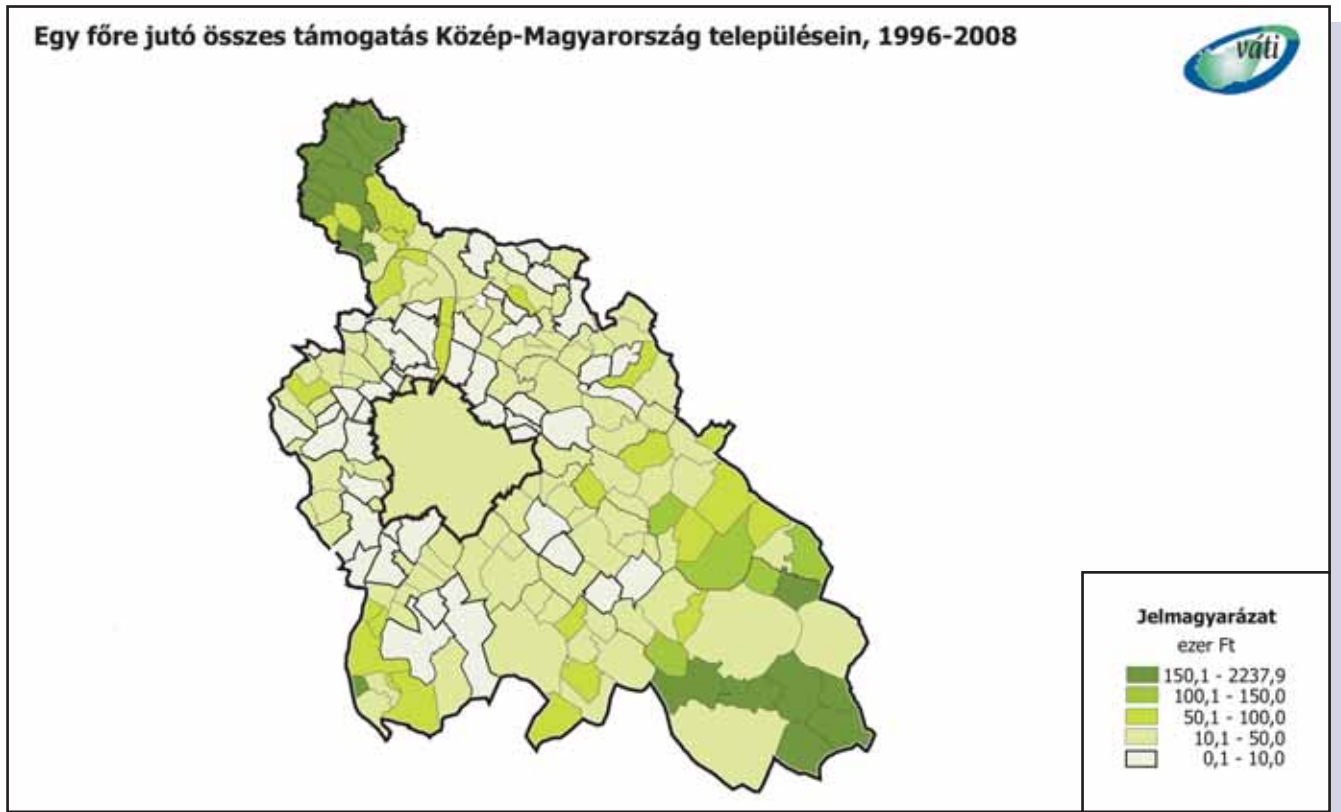 Egy főre jutó összes támogatás Közép-Magyarország településein, 1996-2008
váti
Jelmagyarázat
ezer Ft
150,1 - 2237,9
100,1 - 150,0
50,1 - 100,0
10,1 - 50,0
0,1 - 10,0